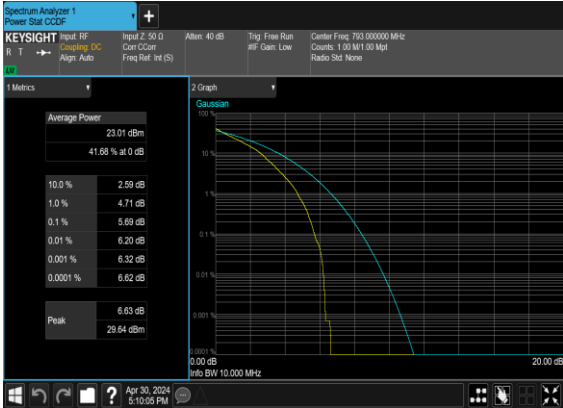 Spectrum Analyzer 1
Power Stat CCDF
+
KEYSIGHT
R T
LXI
Input: RF
Coupling: DC
Align: Auto
Input Z: 50 Ω
Corr CCorr
Freq Ref: Int (S)
Atten: 40 dB
Trig: Free Run
#IF Gain: Low
Center Freq: 793.000000 MHz
Counts: 1.00 M/1.00 Mpt
Radio Std: None
1 Metrics
Average Power
23.01 dBm
41.68 % at 0 dB
10.0 % 2.59 dB
1.0 % 4.71 dB
0.1 % 5.69 dB
0.01 % 6.20 dB
0.001 % 6.32 dB
0.0001 % 6.62 dB
Peak
6.63 dB
29.64 dBm
2 Graph
Gaussian
100 %
10 %
1 %
0.1 %
0.01 %
0.001 %
0.0001 %
0.00 dB 20.00 dB
Info BW 10.000 MHz
?
Apr 30, 2024
5:10:05 PM